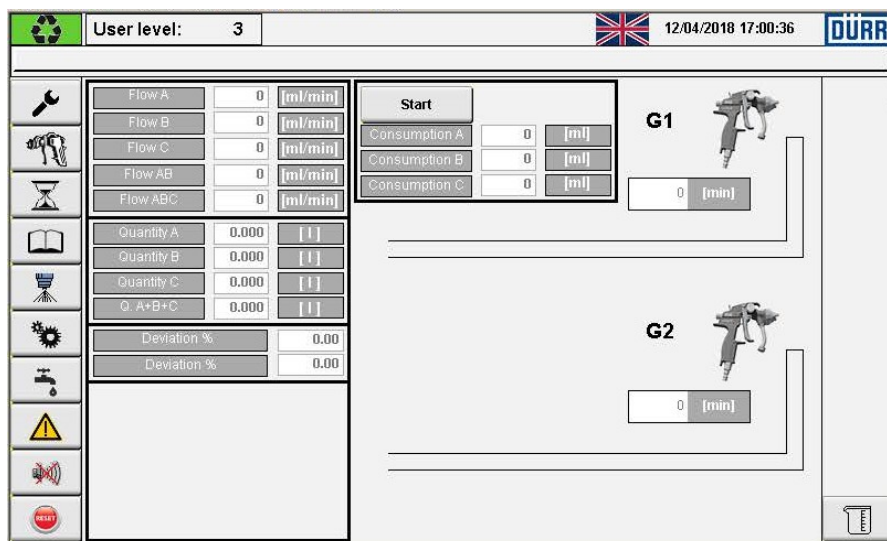 User level: 3
12/04/2018 17:00:36
DÜRR
Flow A 0 [ml/min]
Flow B 0 [ml/min]
Flow C 0 [ml/min]
Flow AB 0 [ml/min]
Flow ABC 0 [ml/min]
Quantity A 0.000 [l]
Quantity B 0.000 [l]
Quantity C 0.000 [l]
Q. A+B+C 0.000 [l]
Deviation % 0.00
Deviation % 0.00
Start
Consumption A 0 [ml]
Consumption B 0 [ml]
Consumption C 0 [ml]
G1
0 [min]
G2
0 [min]
RESET